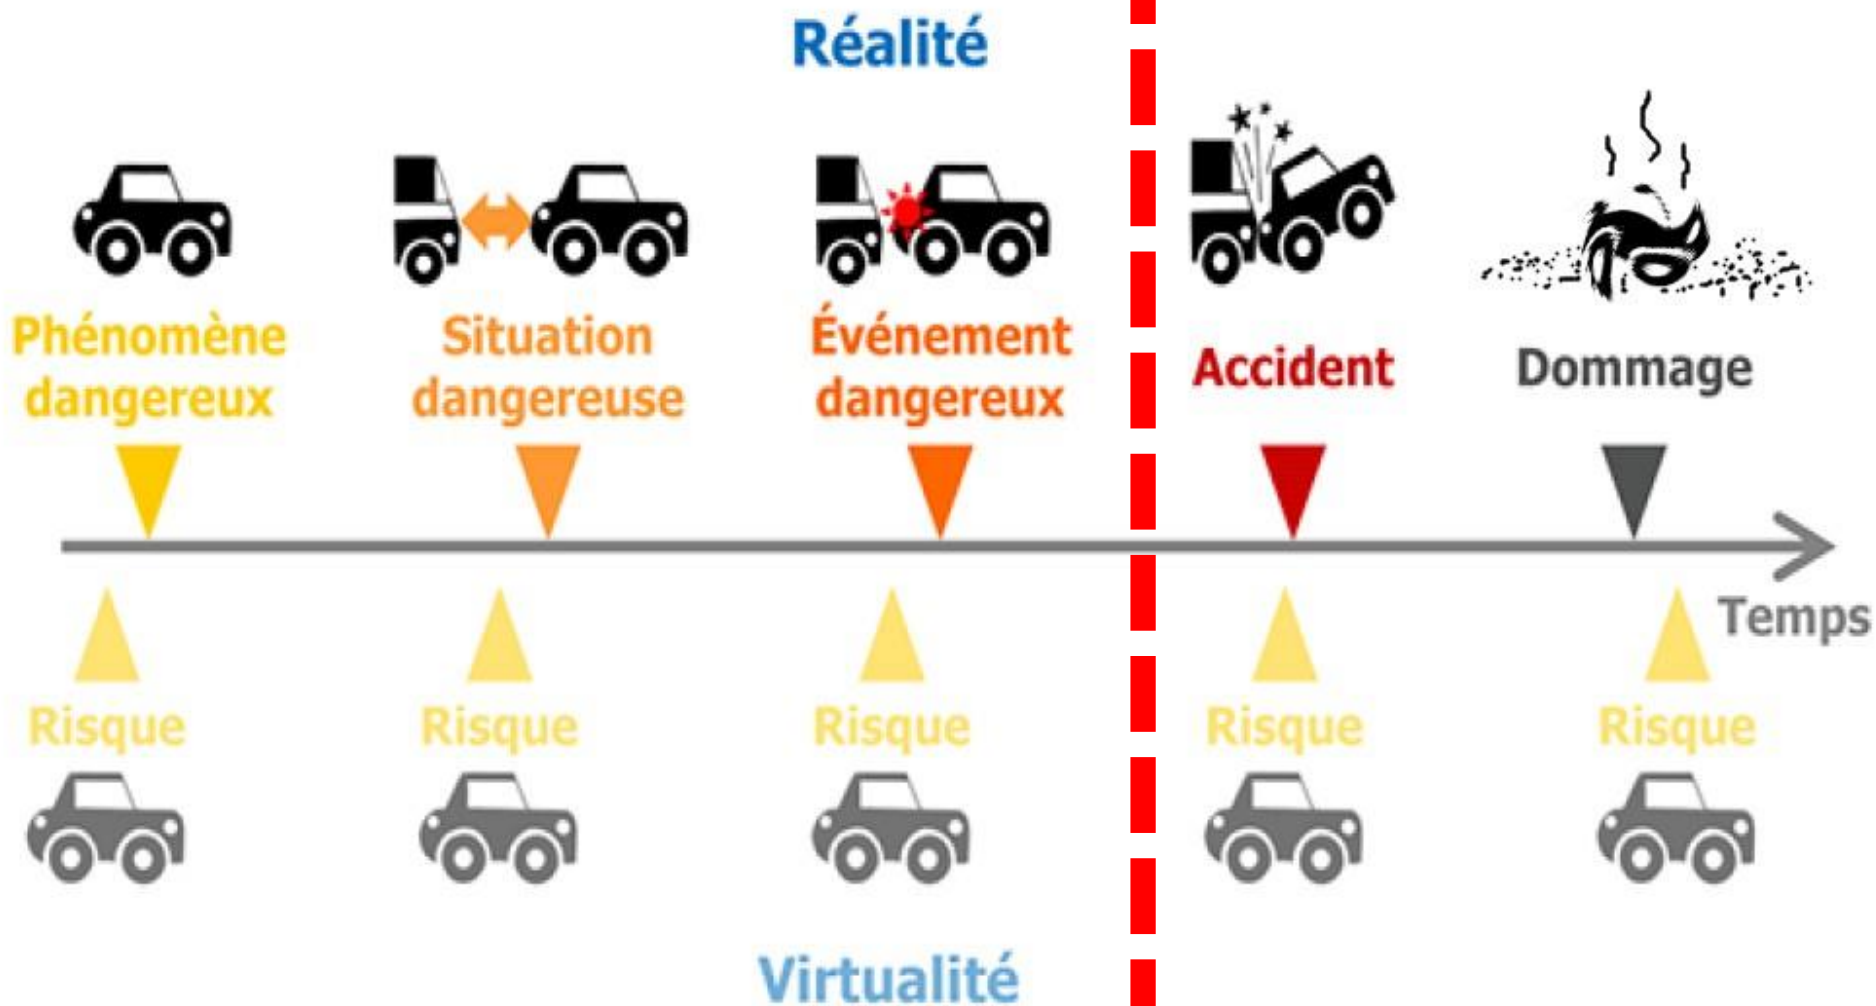 Réalité
Phénomène
dangereux
Situation
dangereuse
Événement
dangereux
Accident
Dommage
Temps
Risque
Risque
Risque
Risque
Risque
Virtualité